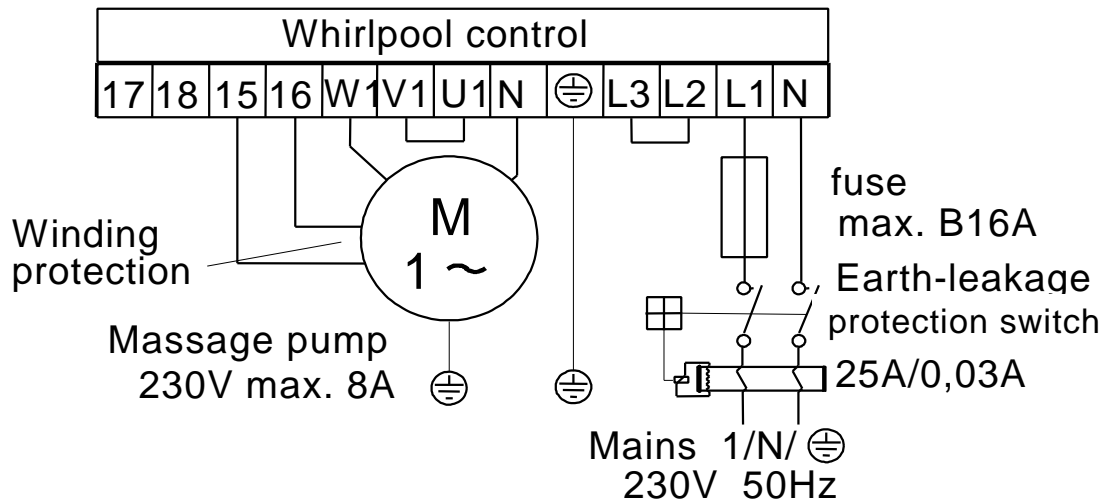 Whirlpool control
17 18 15 16 W1 V1 U1 N L3 L2 L1 N
fuse
max. B16A
M
1 ~
Winding
protection
Earth-leakage
protection switch
25A/0,03A
Massage pump
230V max. 8A
Mains 1/N/
230V 50Hz